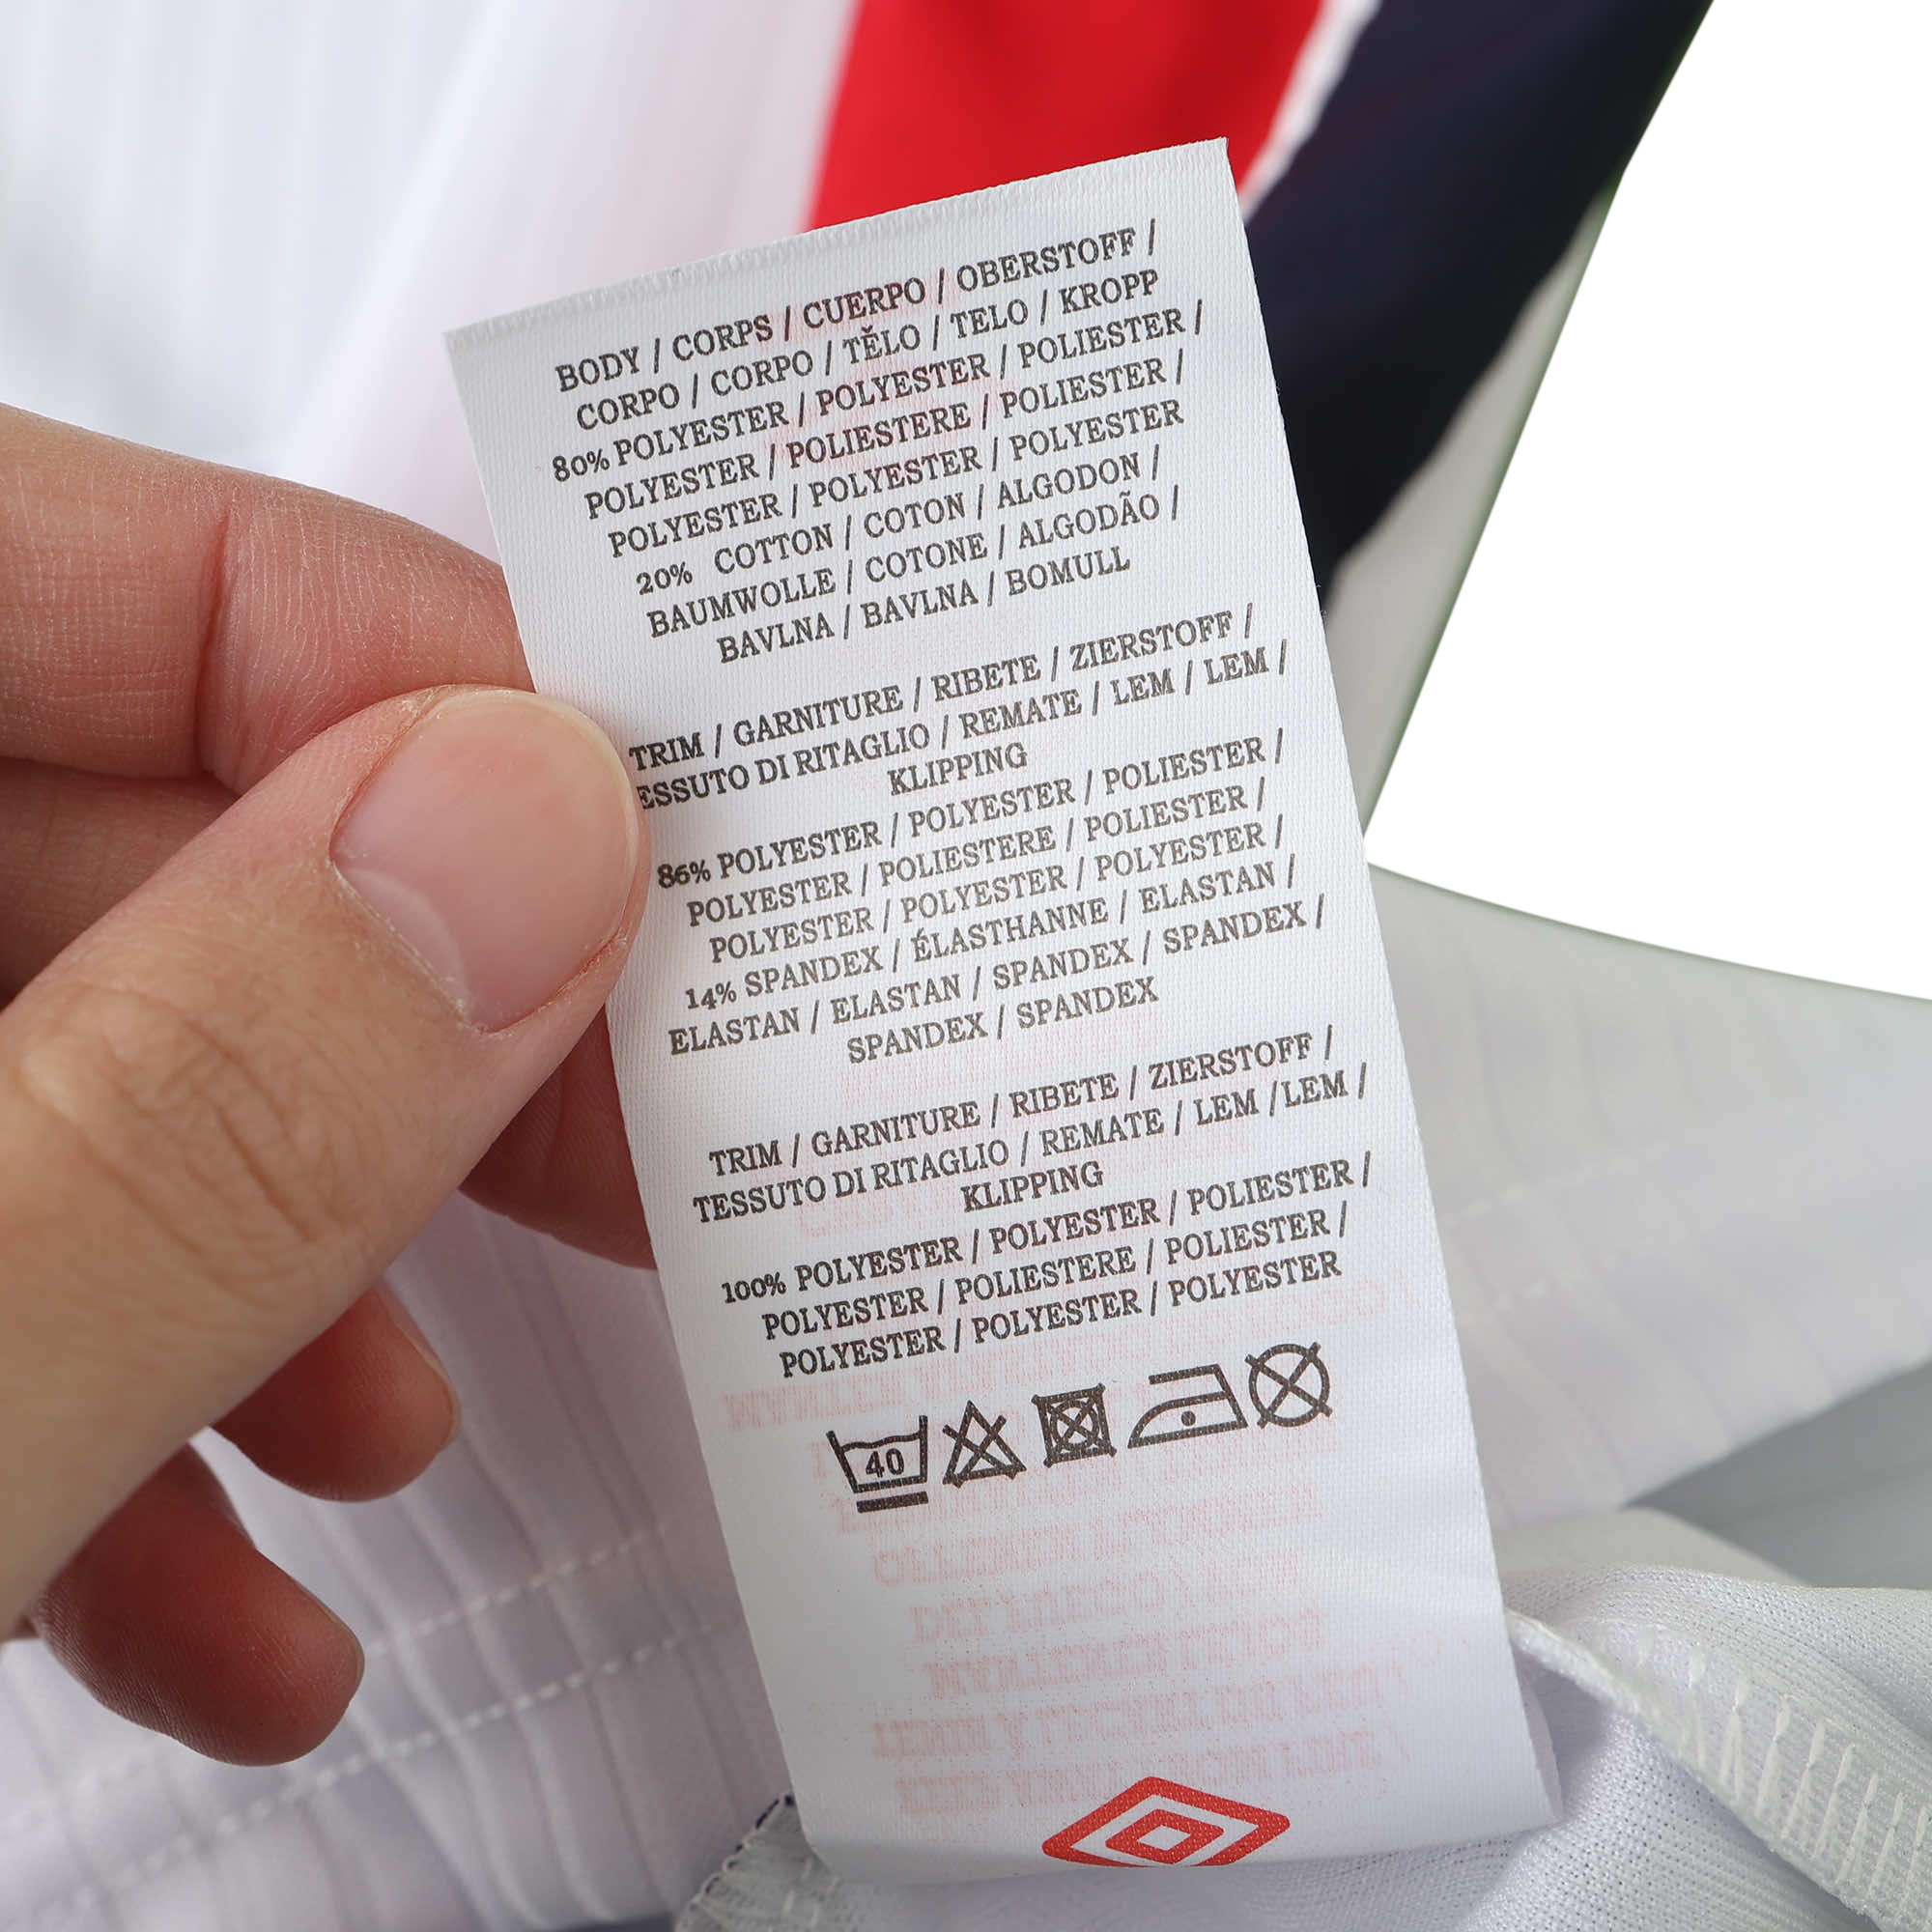 BODY / CORPS / CUERPO / OBERSTOFF /
CORPO / CORPO / TĚLO / TELO / KROPP
80% POLYESTER / POLYESTER / POLIESTER /
POLYESTER / POLIESTERE / POLIESTER /
POLYESTER / POLYESTER / POLYESTER
20% COTTON / COTON / ALGODON /
BAUMWOLLE / COTONE / ALGODÃO /
BAVLNA / BAVLNA / BOMULL
TRIM / GARNITURE / RIBETE / ZIERSTOFF /
ESSUTO DI RITAGLIO / REMATE / LEM / LEM /
KLIPPING
86% POLYESTER / POLYESTER / POLIESTER /
POLYESTER / POLIESTERE / POLIESTER /
POLYESTER / POLYESTER / POLYESTER /
14% SPANDEX / ÉLASTHANNE / ELASTAN /
ELASTAN / ELASTAN / SPANDEX / SPANDEX /
SPANDEX / SPANDEX
TRIM / GARNITURE / RIBETE / ZIERSTOFF /
TESSUTO DI RITAGLIO / REMATE / LEM /LEM /
KLIPPING
100% POLYESTER / POLYESTER / POLIESTER /
POLYESTER / POLIESTERE / POLIESTER /
POLYESTER / POLYESTER / POLYESTER
40